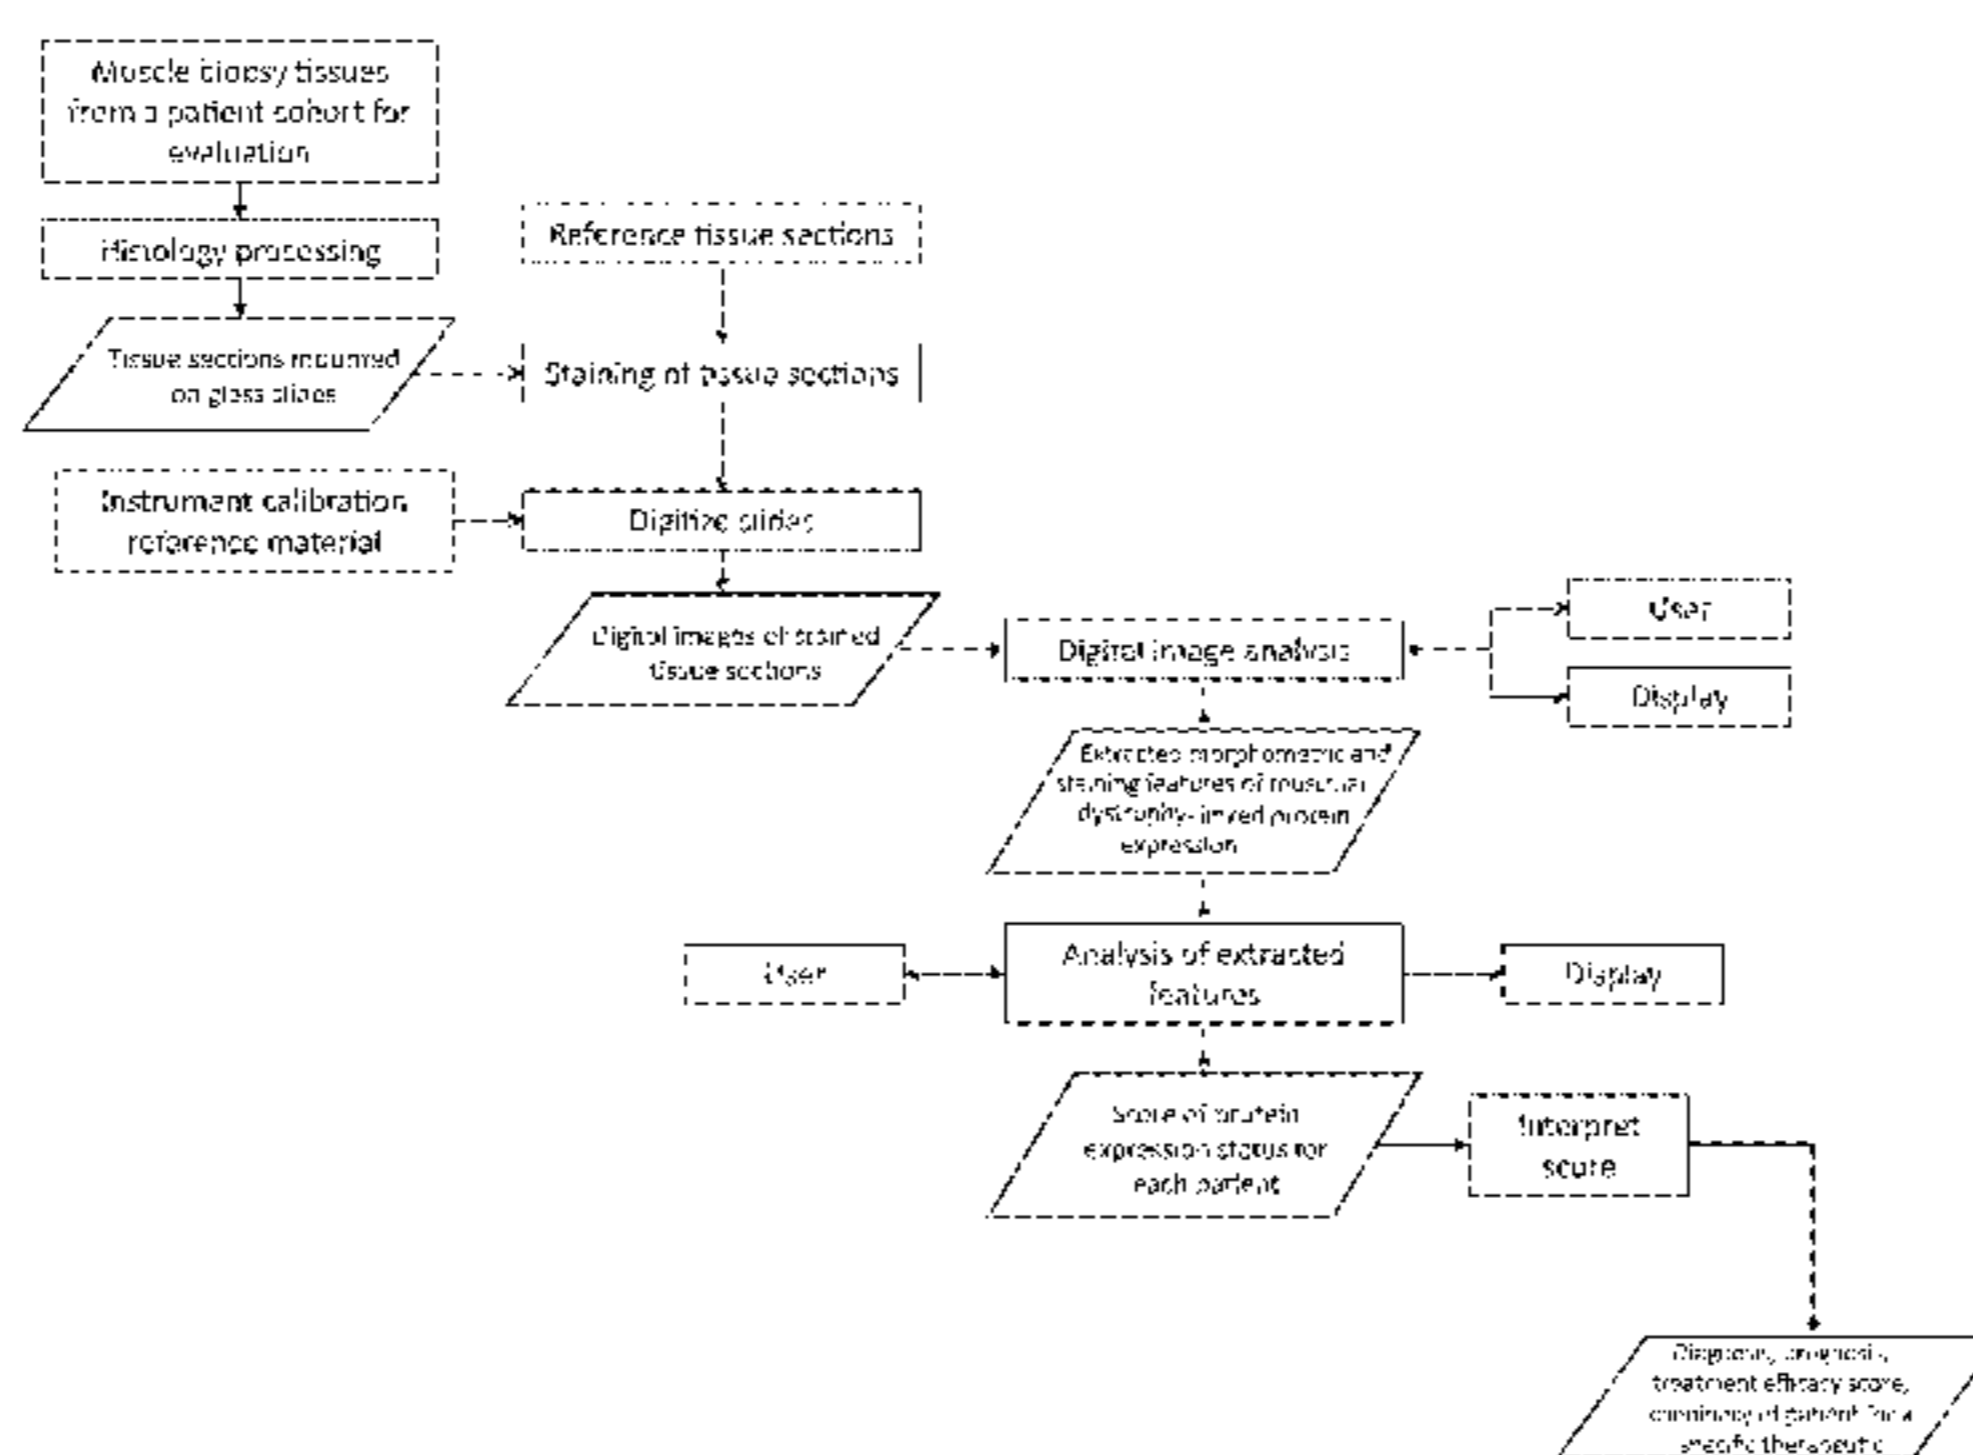 Muscle biopsy tissues
from a patient cohort for
evaluation
Histology processing
Reference tissue sections
Tissue sections mounted
on glass slides
Staining of tissue sections
Instrument calibration
reference material
Digitize slides
Digital images of stained
tissue sections
Digital image analysis
User
Display
Extracted morphometric and
staining features of muscular
dystrophy-linked protein
expression
User
Analysis of extracted
features
Display
Score of protein
expression status for
each patient
Interpret
score
Diagnosis, prognosis,
treatment efficacy score,
of patient for a
specific therapeutic